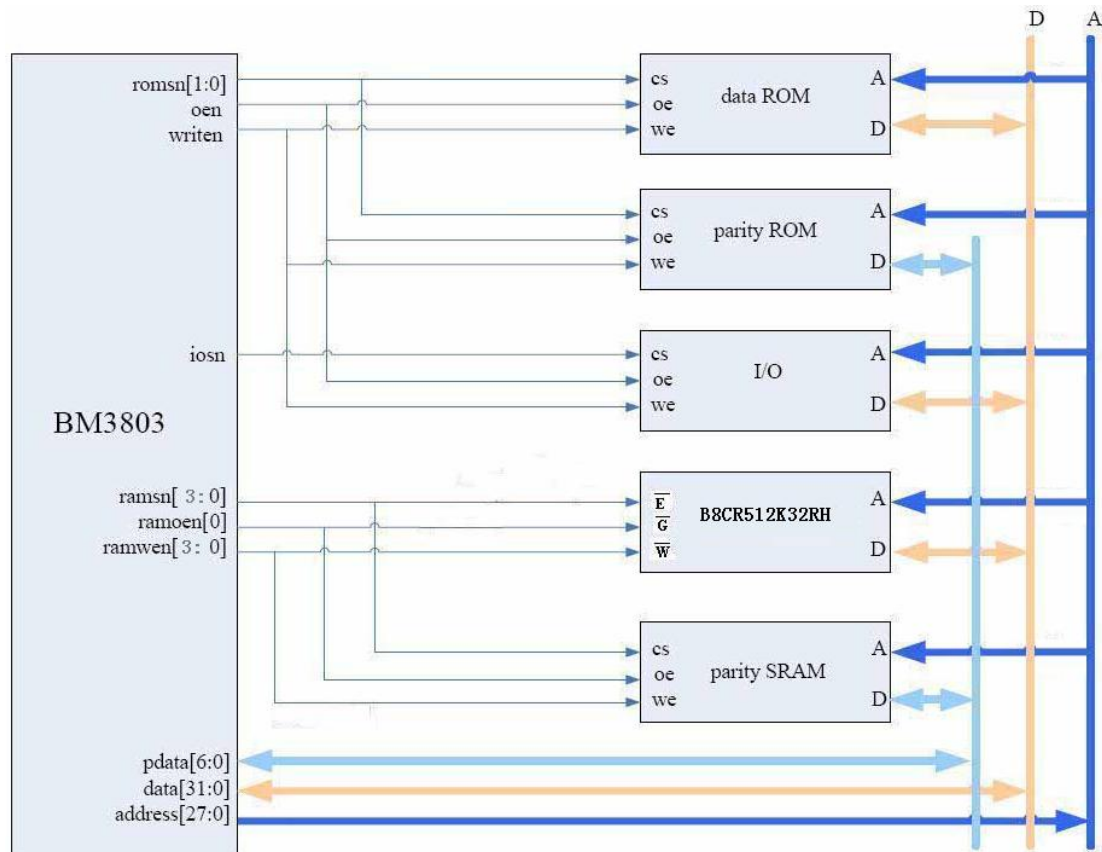 D A
romsn[1:0]
oen
writen
cs
oe
we
data ROM
A
D
cs
oe
we
parity ROM
A
D
iosn
cs
oe
we
I/O
A
D
BM3803
ramsn[ 3:0]
ramoen[0]
ramwen[3: 0]
E
G
W
B8CR512K32RH
A
D
cs
oe
we
parity SRAM
A
D
pdata[6:0]
data[31:0]
address[27:0]